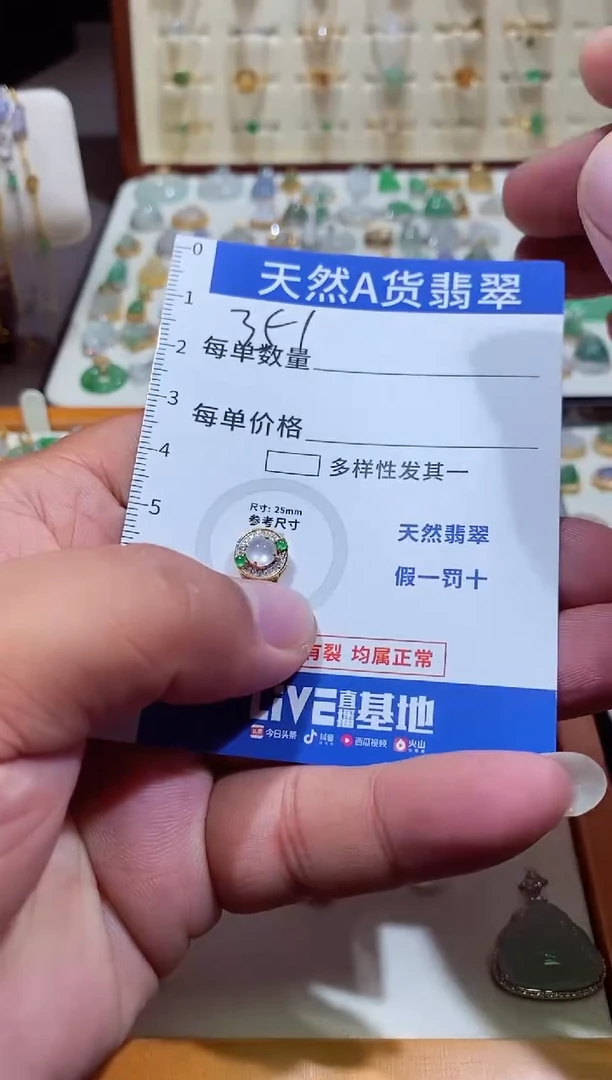 0
天然A货翡翠
1
351
2
每单数量
3
每单价格
4
多样性发其一
5
尺寸: 25mm
参考尺寸
天然翡翠
假一罚十
有裂 均属正常
LIVE直播基地
今日头条 抖音 西瓜视频 火山